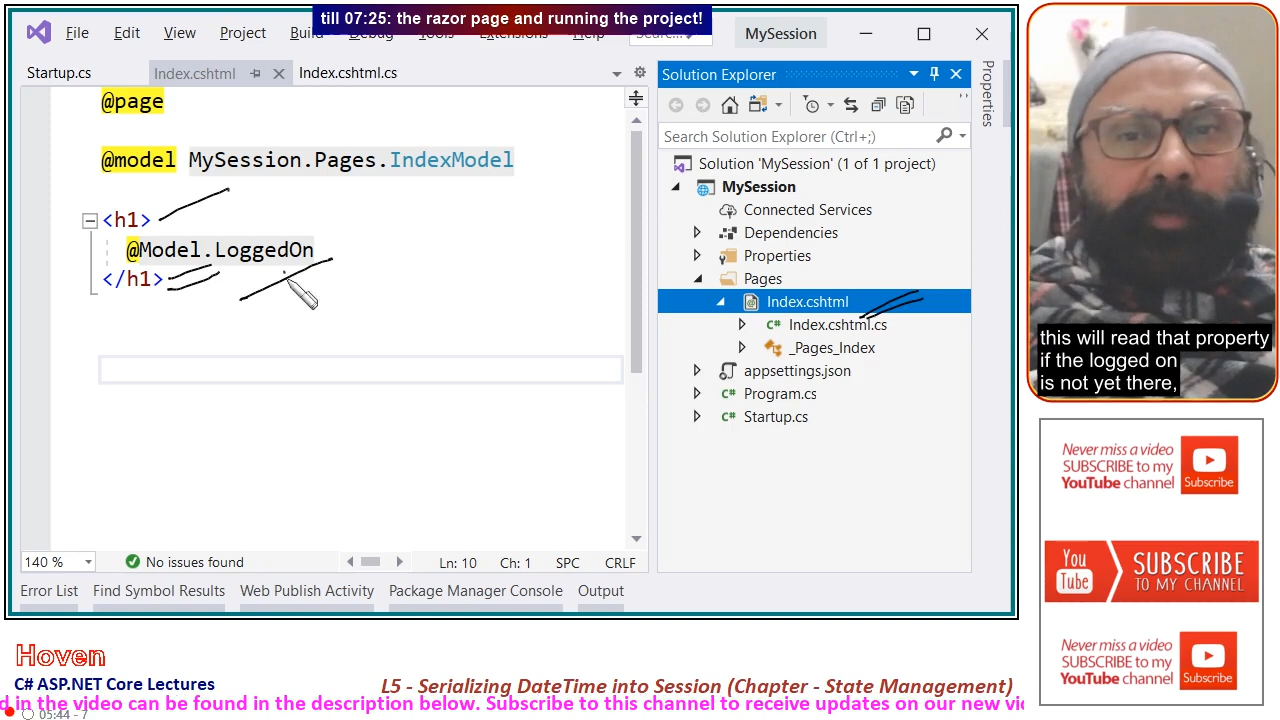 till 07:25: the razor page and running the project!
File Edit View Project Build Debug Tools Extensions Help MySession
Startup.cs Index.cshtml Index.cshtml.cs
@page
@model MySession.Pages.IndexModel
<h1>
@Model.LoggedOn
</h1>
140 % No issues found Ln: 10 Ch: 1 SPC CRLF
Error List Find Symbol Results Web Publish Activity Package Manager Console Output
Solution Explorer
Search Solution Explorer (Ctrl+;)
Solution 'MySession' (1 of 1 project)
MySession
Connected Services
Dependencies
Properties
Pages
Index.cshtml
C# Index.cshtml.cs
_Pages_Index
appsettings.json
C# Program.cs
C# Startup.cs
Properties
this will read that property
if the logged on
is not yet there,
Never miss a video
SUBSCRIBE to my
YouTube channel
Subscribe
You
Tube
SUBSCRIBE
TO MY CHANNEL
Never miss a video
SUBSCRIBE to my
YouTube channel
Subscribe
Hoven
C# ASP.NET Core Lectures
L5 - Serializing DateTime into Session (Chapter - State Management)
in the video can be found in the description below. Subscribe to this channel to receive updates on our new
05:44 - 7